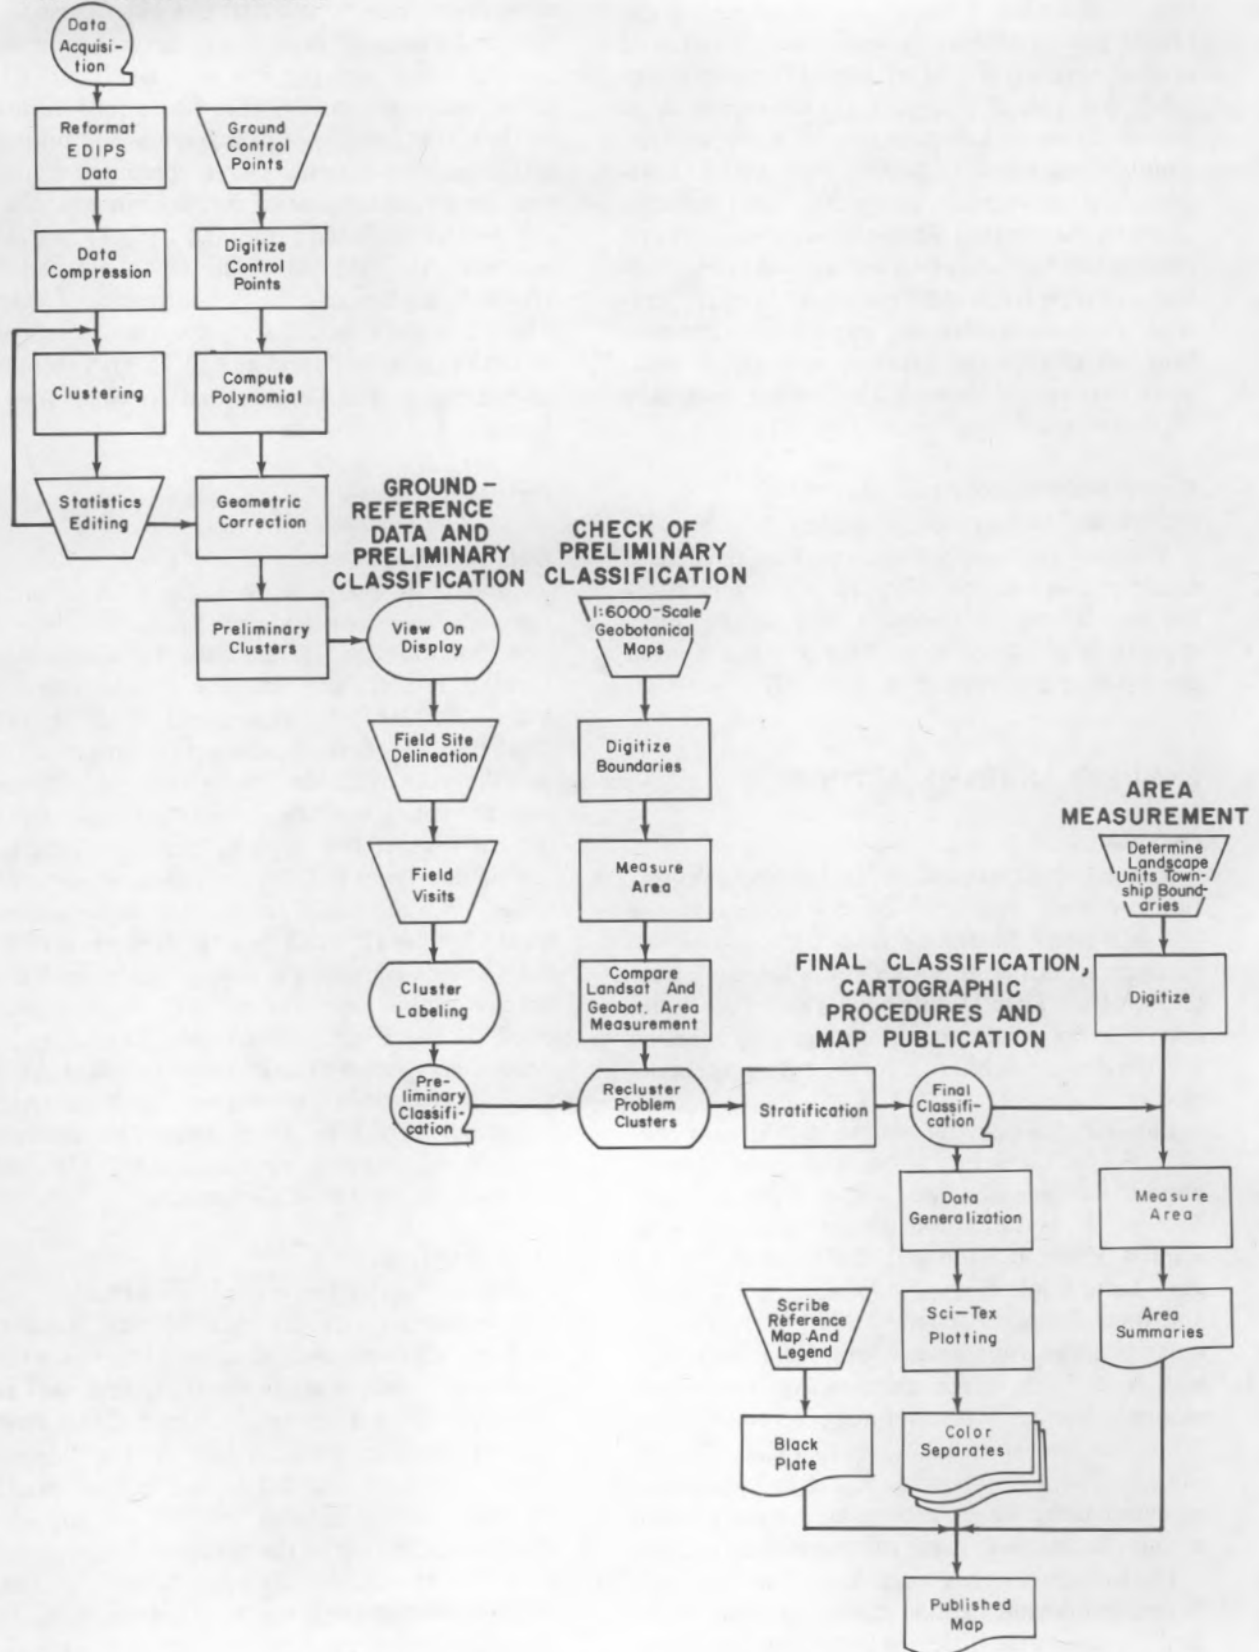 Data
Acquisi-
tion
Reformat
EDIPS
Data
Ground
Control
Points
Data
Compression
Digitize
Control
Points
Clustering
Compute
Polynomial
Statistics
Editing
Geometric
Correction
Preliminary
Clusters
GROUND-
REFERENCE
DATA AND
PRELIMINARY
CLASSIFICATION
View On
Display
Field Site
Delineation
Field
Visits
Cluster
Labeling
Pre-
liminary
Classifi-
cation
CHECK OF
PRELIMINARY
CLASSIFICATION
1:6000-Scale
Geobotanical
Maps
Digitize
Boundaries
Measure
Area
Compare
Landsat And
Geobot. Area
Measurement
Recluster
Problem
Clusters
Stratification
FINAL CLASSIFICATION,
CARTOGRAPHIC
PROCEDURES AND
MAP PUBLICATION
Final
Classifi-
cation
Data
Generalization
Scribe
Reference
Map And
Legend
Sci-Tex
Plotting
Black
Plate
Color
Separates
AREA
MEASUREMENT
Determine
Landscape
Units Town-
ship Bound-
aries
Digitize
Measure
Area
Area
Summaries
Published
Map